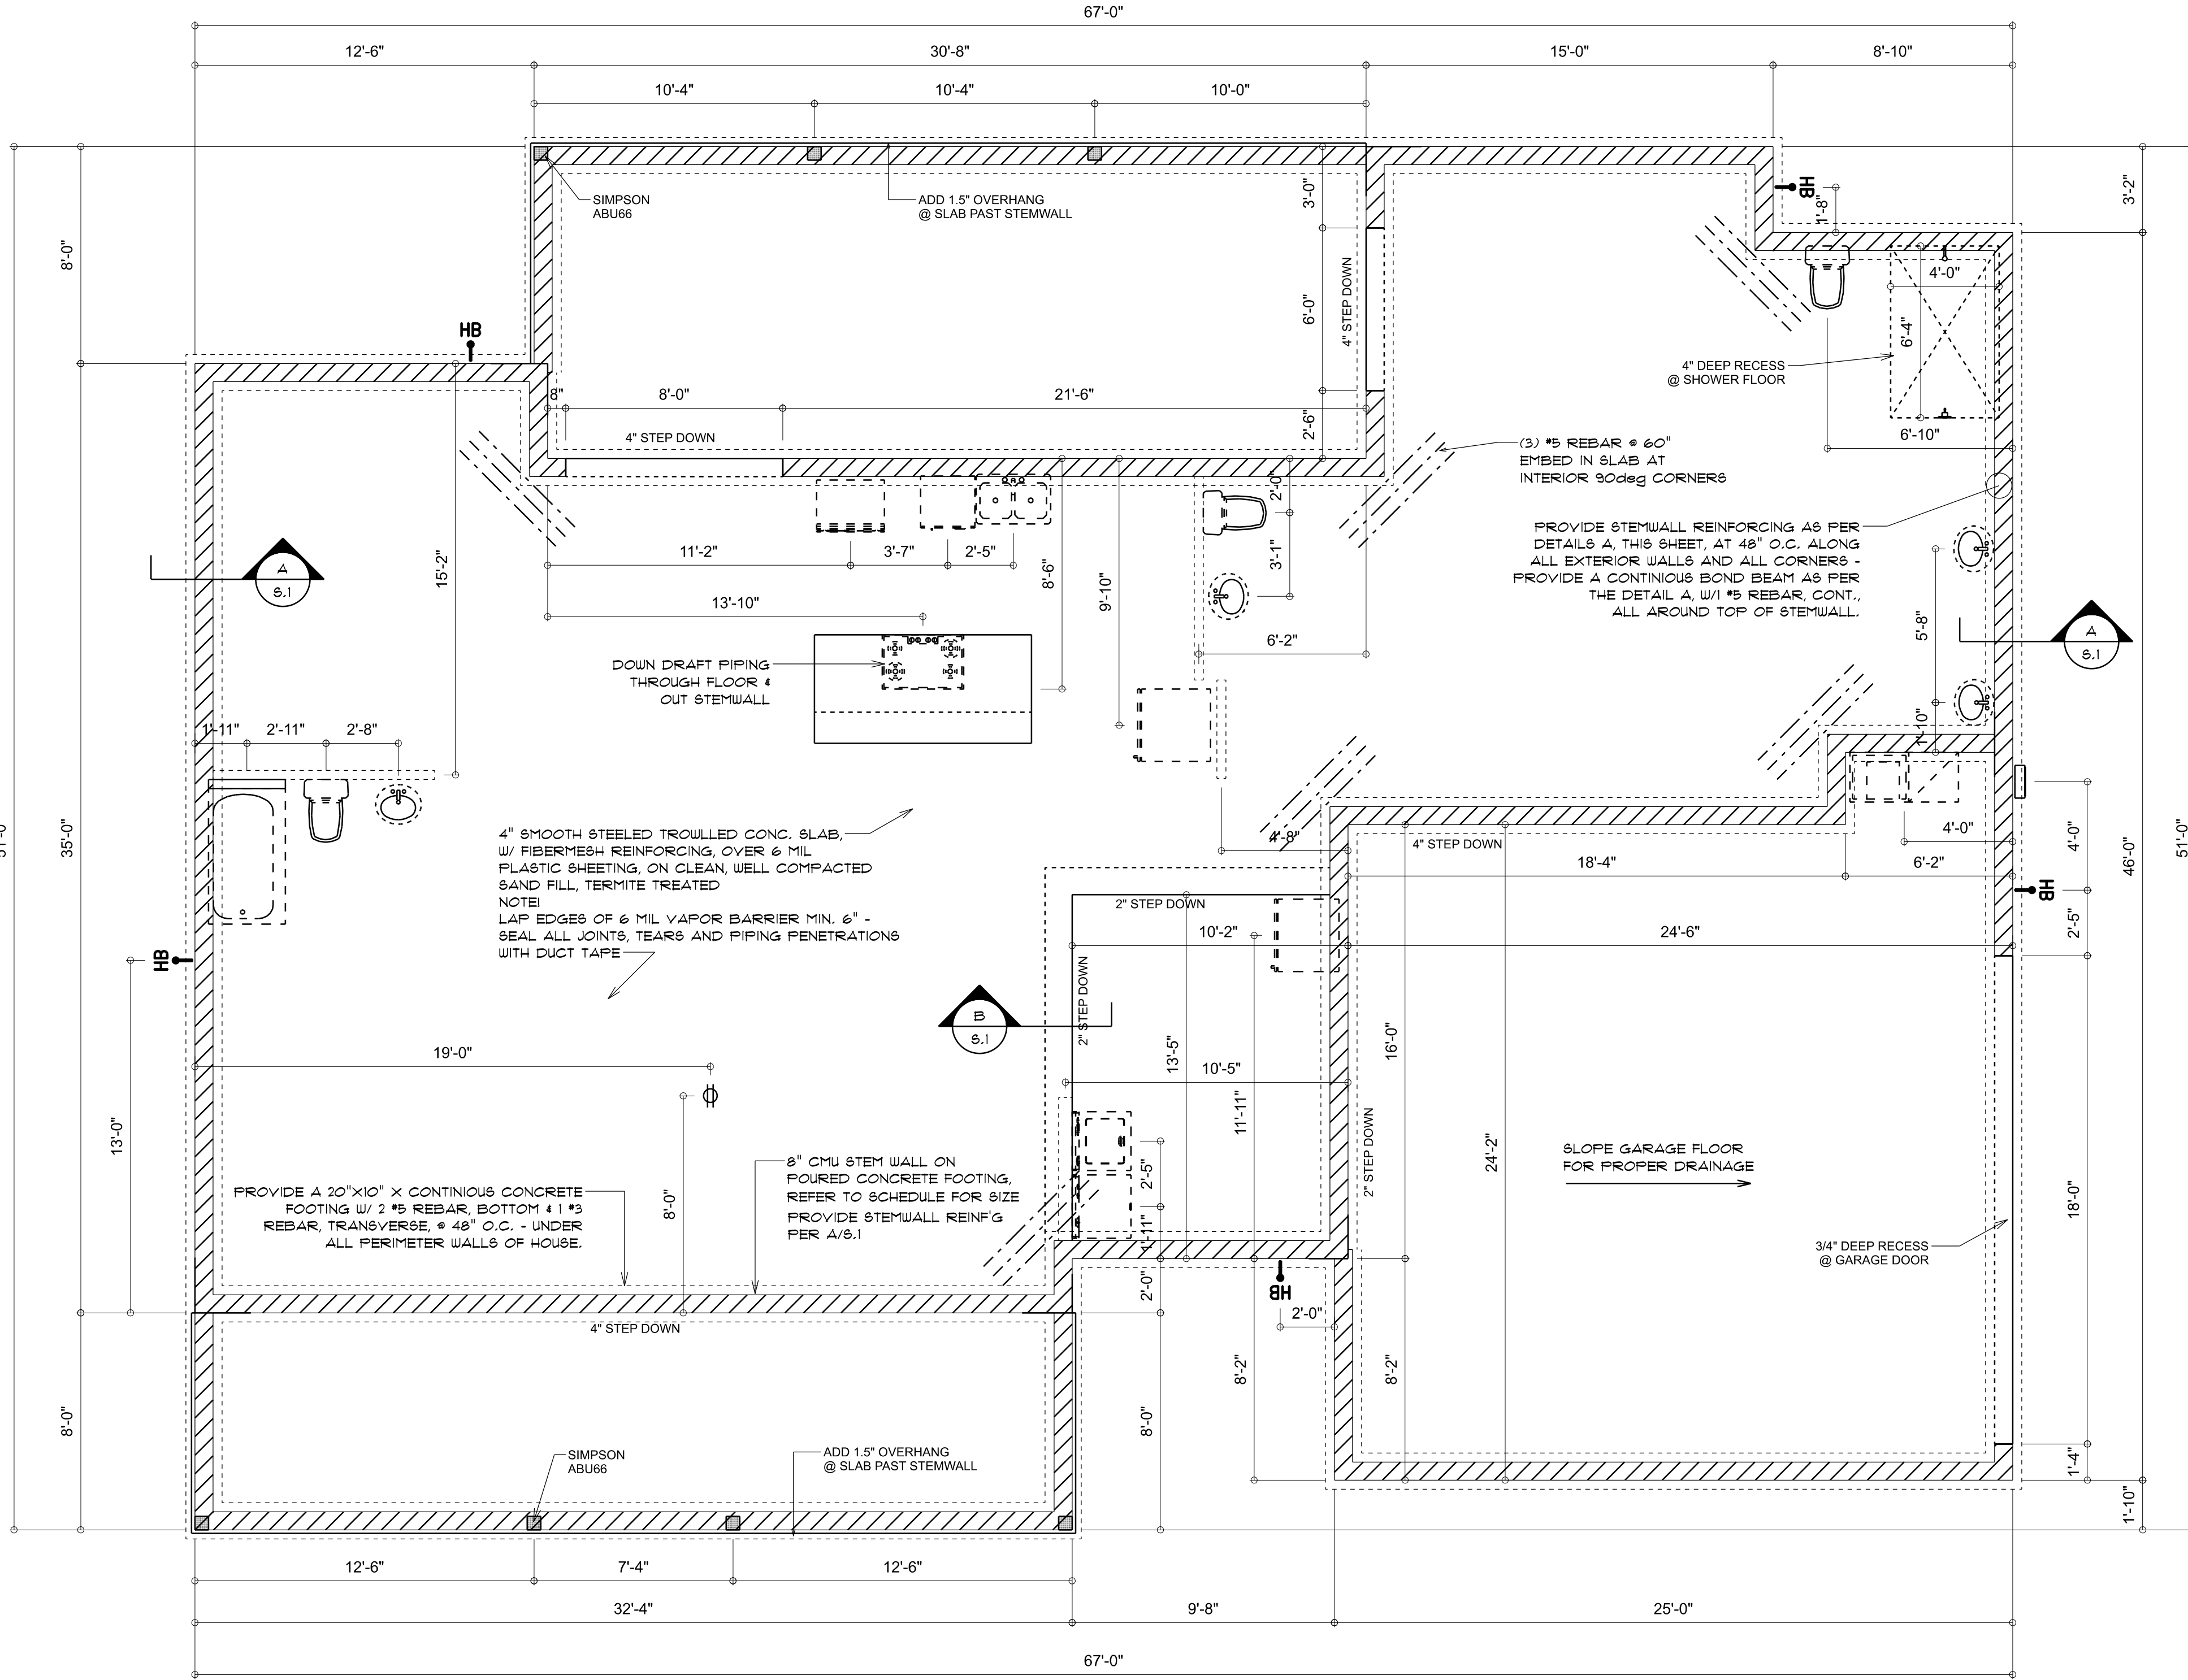 67'-0"
12'-6"
30'-8"
15'-0"
8'-10"
10'-4"
10'-4"
10'-0"
SIMPSON
ABU66
ADD 1.5" OVERHANG
@ SLAB PAST STEMWALL
3'-0"
6'-0"
2'-6"
4" STEP DOWN
HB
1'-8"
3'-2"
8'-0"
HB
4'-0"
6'-4"
4" DEEP RECESS
@ SHOWER FLOOR
6'-10"
8"
8'-0"
21'-6"
4" STEP DOWN
(3) #5 REBAR @ 60"
EMBED IN SLAB AT
INTERIOR 90deg CORNERS
PROVIDE STEMWALL REINFORCING AS PER
DETAILS A, THIS SHEET, AT 48" O.C. ALONG
ALL EXTERIOR WALLS AND ALL CORNERS -
PROVIDE A CONTINIOUS BOND BEAM AS PER
THE DETAIL A, W/1 #5 REBAR, CONT.,
ALL AROUND TOP OF STEMWALL.
A
S.1
15'-2"
11'-2"
3'-7"
2'-5"
13'-10"
8'-6"
9'-10"
2'-0"
3'-1"
6'-2"
5'-8"
1'-10"
A
S.1
DOWN DRAFT PIPING
THROUGH FLOOR &
OUT STEMWALL
1'-11"
2'-11"
2'-8"
35'-0"
51'-0"
4" SMOOTH STEELED TROWLLED CONC. SLAB,
W/ FIBERMESH REINFORCING, OVER 6 MIL
PLASTIC SHEETING, ON CLEAN, WELL COMPACTED
SAND FILL, TERMITE TREATED
NOTE!
LAP EDGES OF 6 MIL VAPOR BARRIER MIN. 6" -
SEAL ALL JOINTS, TEARS AND PIPING PENETRATIONS
WITH DUCT TAPE
4'-8"
4" STEP DOWN
18'-4"
6'-2"
4'-0"
4'-0"
46'-0"
51'-0"
HB
2'-5"
2" STEP DOWN
10'-2"
24'-6"
HB
13'-0"
2" STEP DOWN
B
S.1
19'-0"
13'-5"
10'-5"
11'-11"
16'-0"
24'-2"
2" STEP DOWN
SLOPE GARAGE FLOOR
FOR PROPER DRAINAGE
18'-0"
3/4" DEEP RECESS
@ GARAGE DOOR
PROVIDE A 20"X10" X CONTINIOUS CONCRETE
FOOTING W/ 2 #5 REBAR, BOTTOM & 1 #3
REBAR, TRANSVERSE, @ 48" O.C. - UNDER
ALL PERIMETER WALLS OF HOUSE.
8'-0"
8" CMU STEM WALL ON
POURED CONCRETE FOOTING,
REFER TO SCHEDULE FOR SIZE
PROVIDE STEMWALL REINF'G
PER A/S.1
2'-5"
1'-11"
2'-0"
HB
2'-0"
4" STEP DOWN
8'-0"
8'-0"
8'-2"
8'-2"
1'-4"
1'-10"
SIMPSON
ABU66
ADD 1.5" OVERHANG
@ SLAB PAST STEMWALL
12'-6"
7'-4"
12'-6"
32'-4"
9'-8"
25'-0"
67'-0"